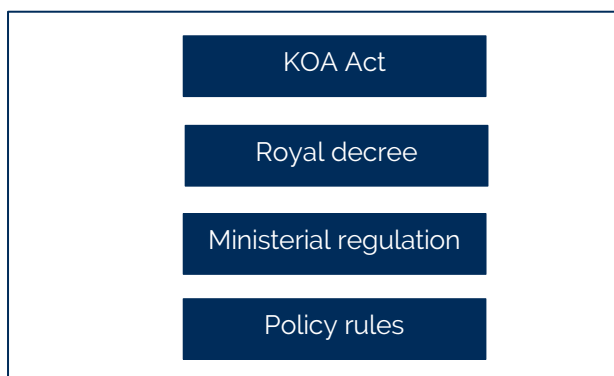 KOA Act
Royal decree
Ministerial regulation
Policy rules